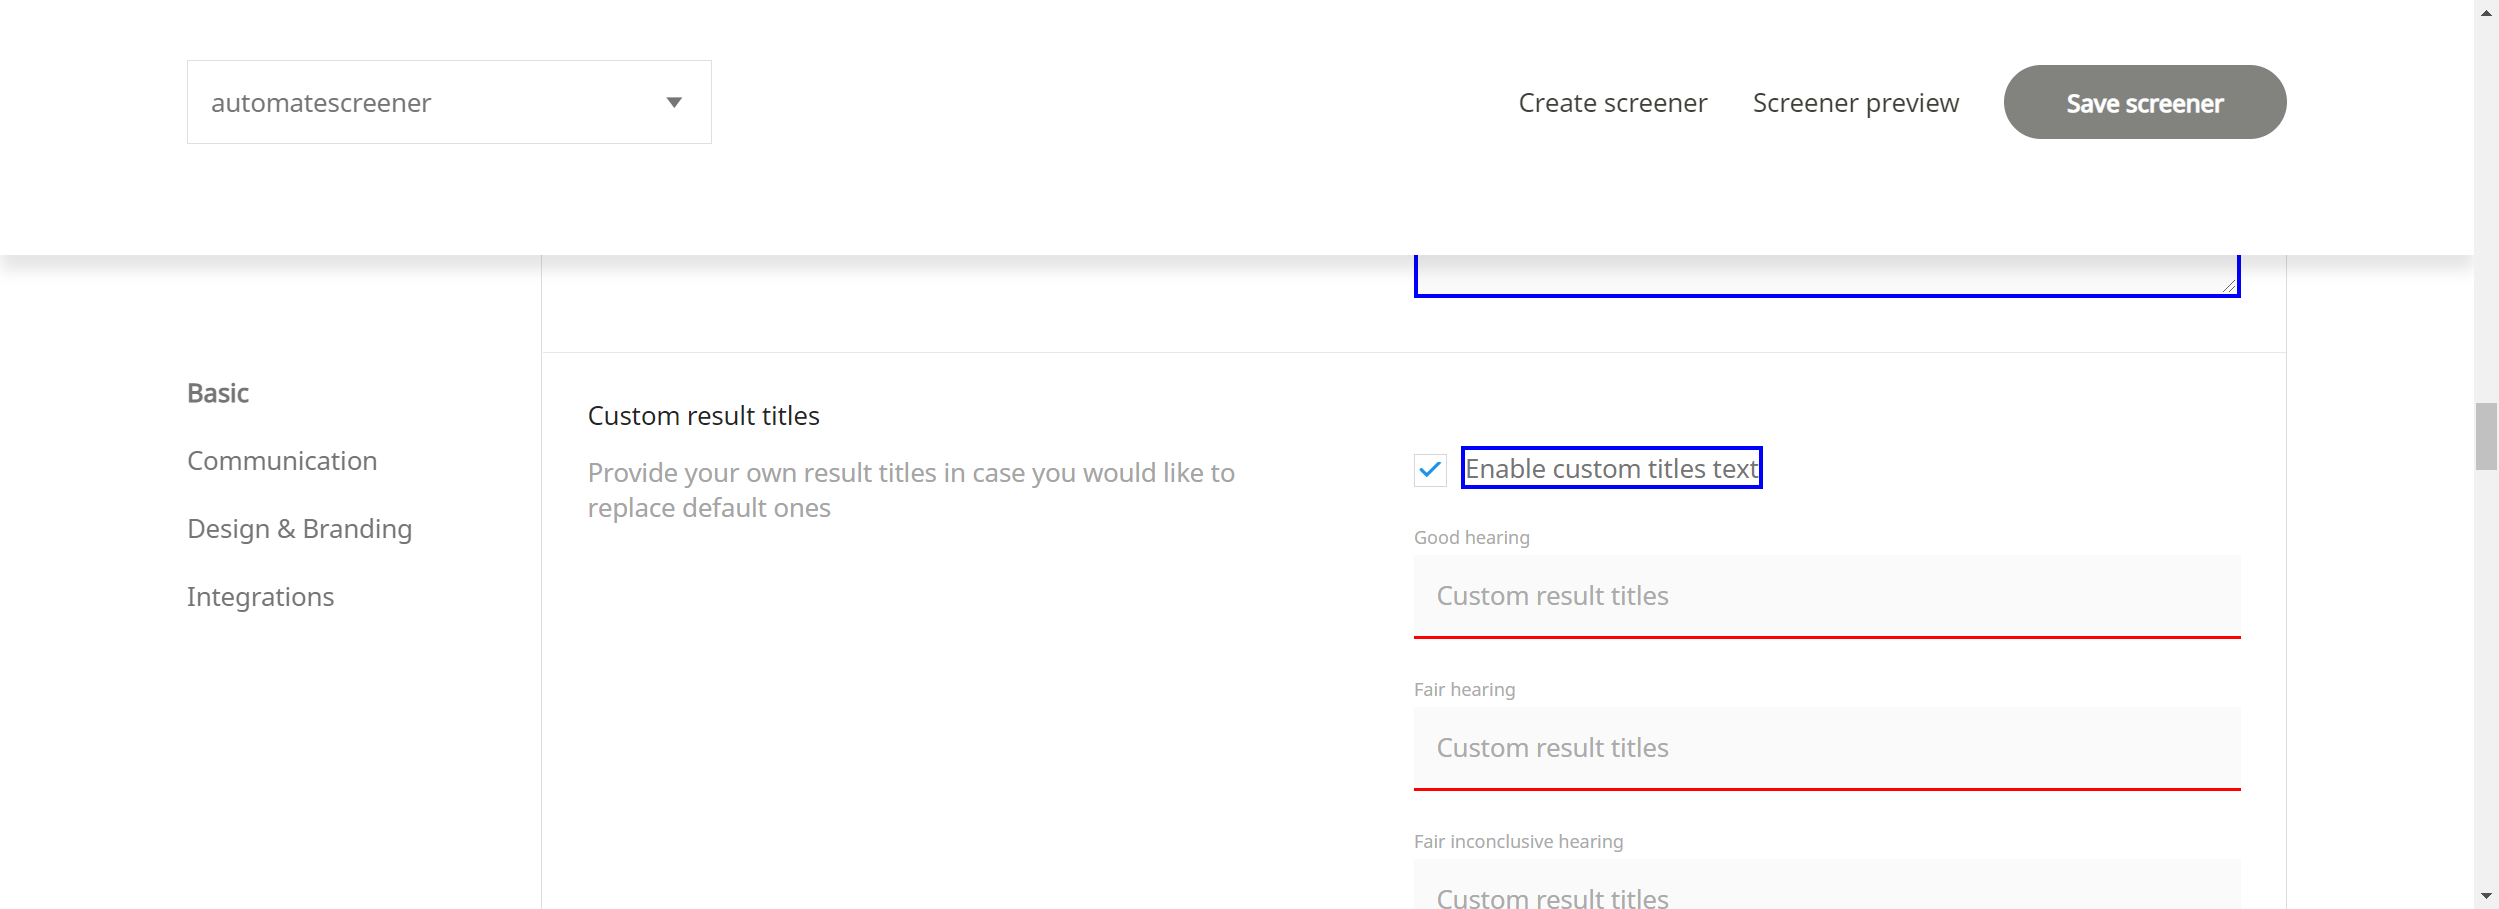 automatescreener
Create screener
Screener preview
Save screener
Basic
Communication
Design & Branding
Integrations
Custom result titles
Provide your own result titles in case you would like to
replace default ones
Enable custom titles text
Good hearing
Custom result titles
Fair hearing
Custom result titles
Fair inconclusive hearing
Custom result titles